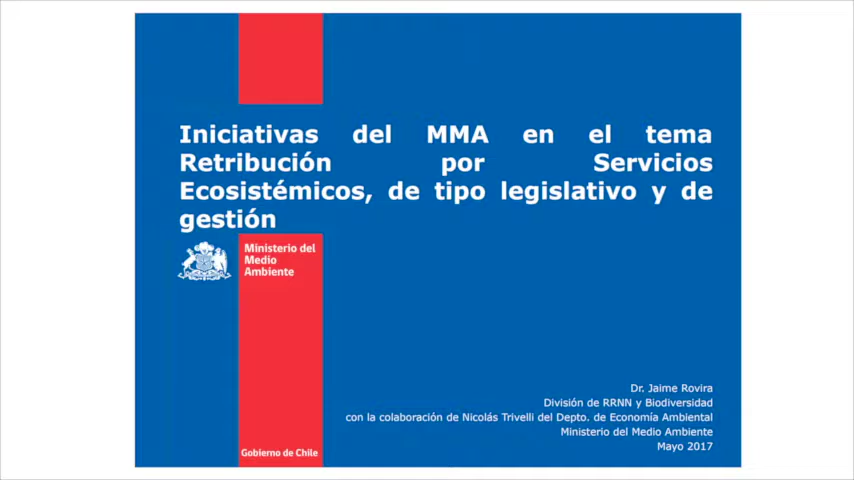 Iniciativas del MMA en el tema
Retribución por Servicios
Ecosistémicos, de tipo legislativo y de
gestión
Ministerio del
Medio
Ambiente
Dr. Jaime Rovira
División de RRNN y Biodiversidad
con la colaboración de Nicolás Trivelli del Depto. de Economía Ambiental
Ministerio del Medio Ambiente
Mayo 2017
Gobierno de Chile